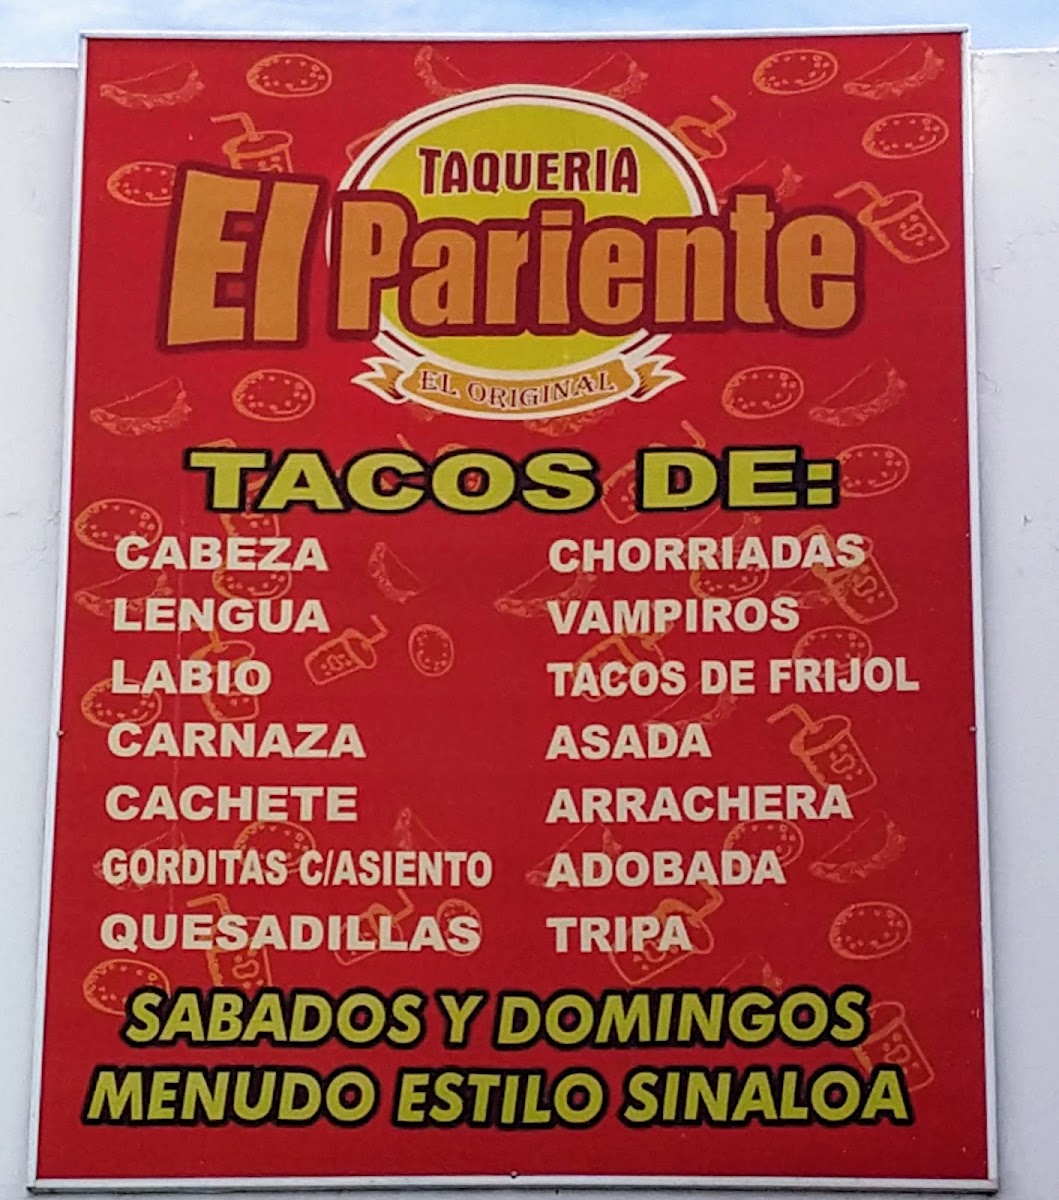 TAQUERIA
El Pariente
EL ORIGINAL
TACOS DE:
CABEZA
LENGUA
LABIO
CARNAZA
CACHETE
GORDITAS C/ASIENTO
QUESADILLAS
CHORRIADAS
VAMPIROS
TACOS DE FRIJOL
ASADA
ARRACHERA
ADOBADA
TRIPA
SABADOS Y DOMINGOS
MENUDO ESTILO SINALOA